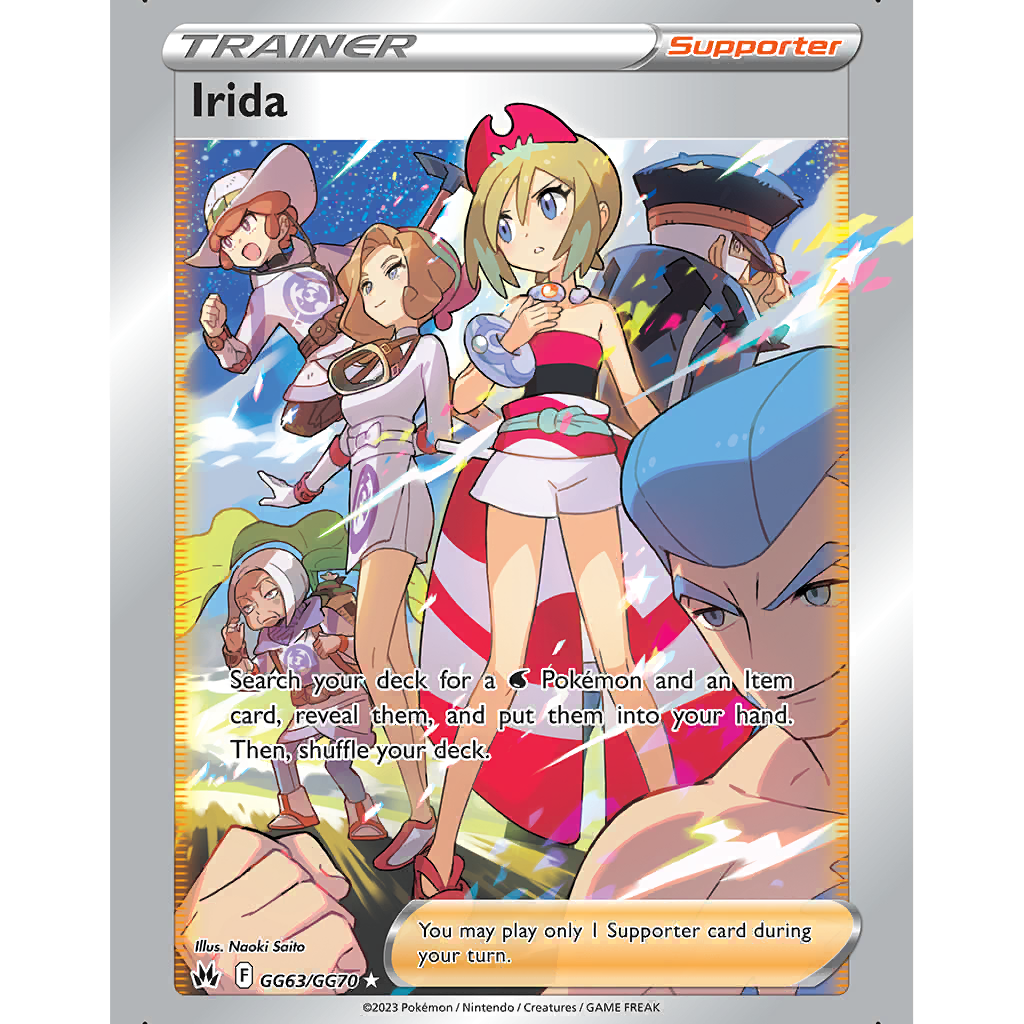 TRAINER Supporter
Irida
Search your deck for a Pokémon and an Item
card, reveal them, and put them into your hand.
Then, shuffle your deck.
You may play only 1 Supporter card during
your turn.
Illus. Naoki Saito
F GG63/GG70
©2023 Pokémon / Nintendo / Creatures / GAME FREAK